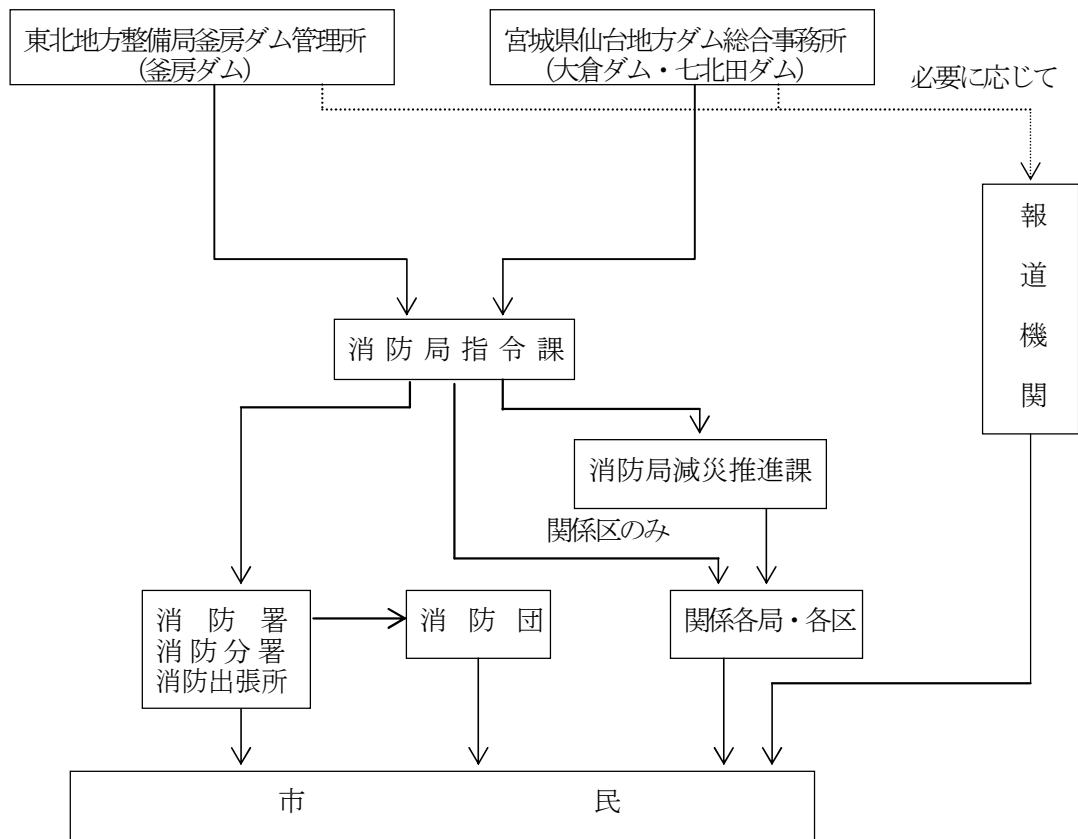 東北地方整備局釜房ダム管理所
(釜房ダム)
宮城県仙台地方ダム総合事務所
(大倉ダム・七北田ダム)
必要に応じて
報道機関
消防局指令課
消防局減災推進課
関係区のみ
消防署
消防分署
消防出張所
消防団
関係各局・各区
市民